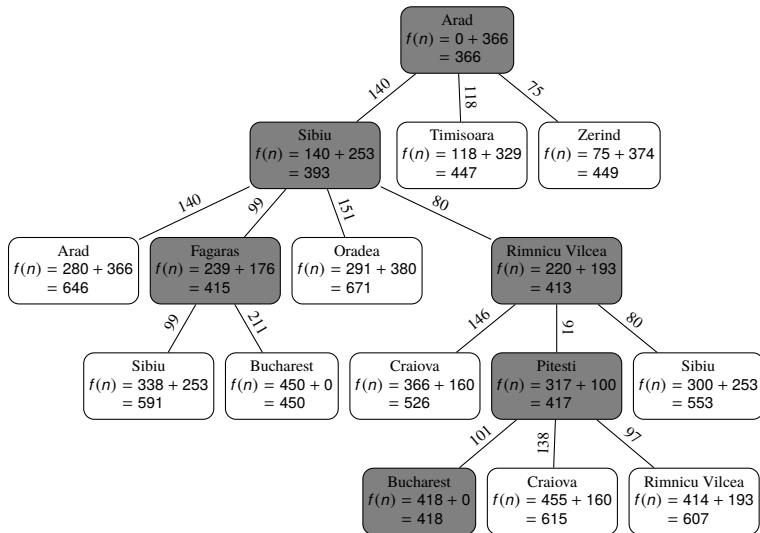 Arad
f(n) = 0 + 366
= 366
140
118
75
Sibiu
f(n) = 140 + 253
= 393
Timisoara
f(n) = 118 + 329
= 447
Zerind
f(n) = 75 + 374
= 449
140
99
151
80
Arad
f(n) = 280 + 366
= 646
Fagaras
f(n) = 239 + 176
= 415
Oradea
f(n) = 291 + 380
= 671
Rimnicu Vilcea
f(n) = 220 + 193
= 413
99
211
146
91
80
Sibiu
f(n) = 338 + 253
= 591
Bucharest
f(n) = 450 + 0
= 450
Craiova
f(n) = 366 + 160
= 526
Pitesti
f(n) = 317 + 100
= 417
Sibiu
f(n) = 300 + 253
= 553
101
138
97
Bucharest
f(n) = 418 + 0
= 418
Craiova
f(n) = 455 + 160
= 615
Rimnicu Vilcea
f(n) = 414 + 193
= 607